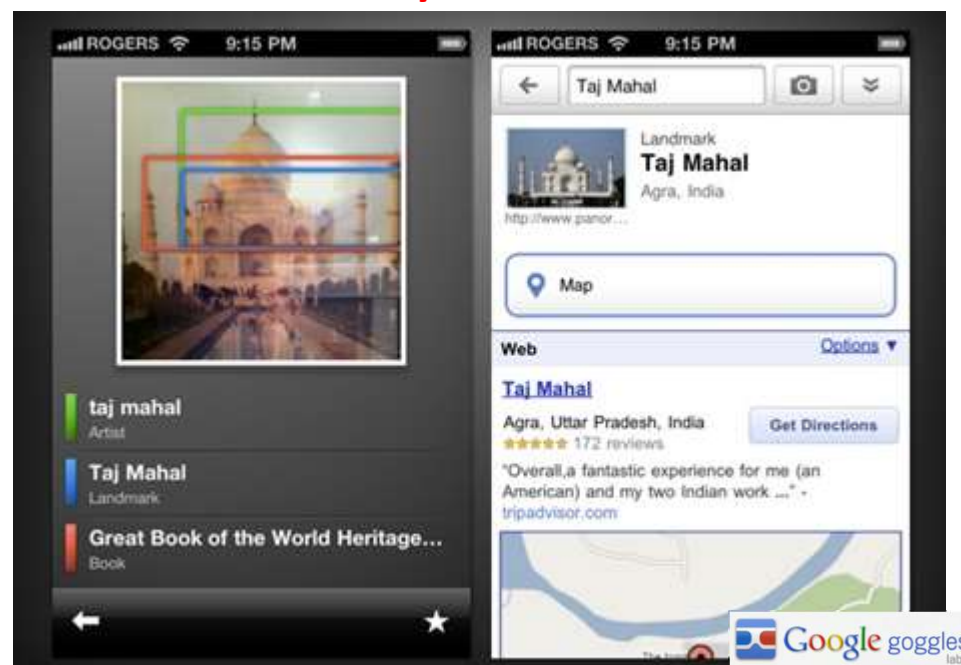 ROGERS 9:15 PM
taj mahal
Artist
Taj Mahal
Landmark
Great Book of the World Heritage...
Book
ROGERS 9:15 PM
Taj Mahal
Landmark
Taj Mahal
Agra, India
http://www.panor...
Map
Web Options ▼
Taj Mahal
Agra, Uttar Pradesh, India
172 reviews
Get Directions
"Overall,a fantastic experience for me (an
American) and my two Indian work ..." -
tripadvisor.com
Google goggles